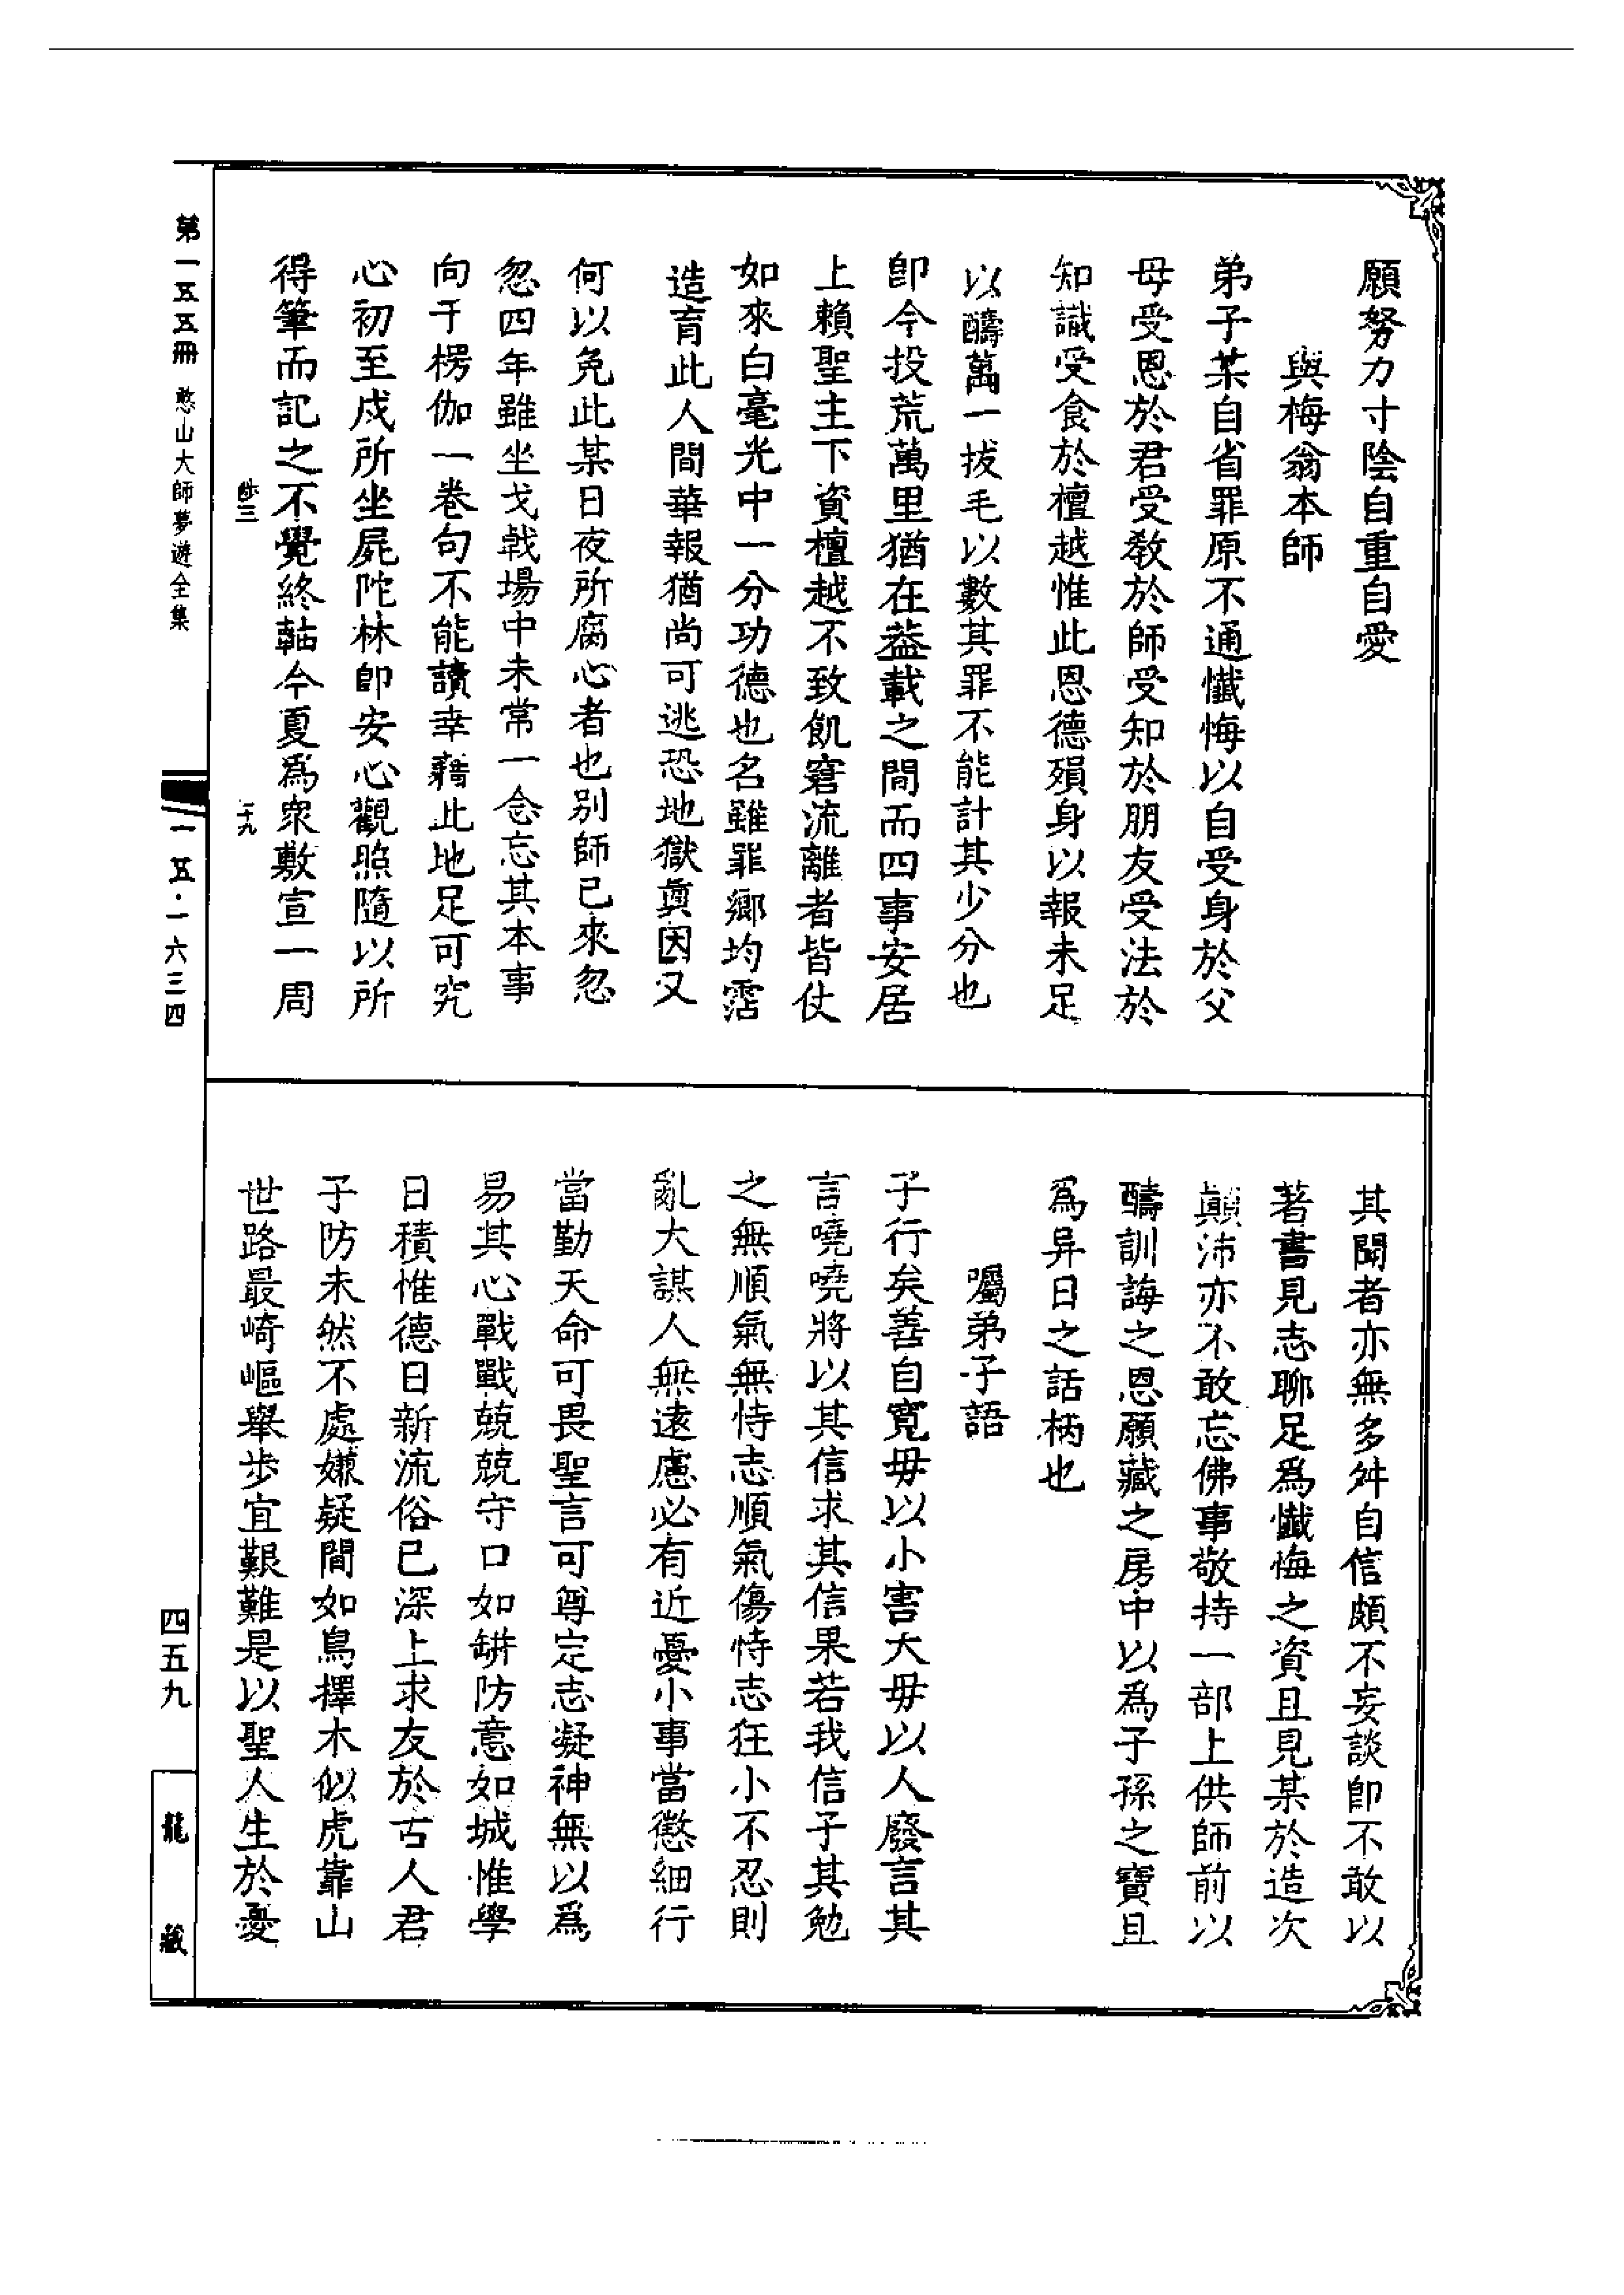 願努力寸陰自重自愛
與梅翁本師
弟子某自省罪原不通懺悔以自受身於父
母受恩於君受敎於師受知於朋友受法於
知識受食於檀越惟此恩德殞身以報未足
以醻萬一拔毛以數其罪不能計其少分也
卽今投荒萬里猶在葢載之間而四事安居
上賴聖主下資檀越不致飢窘流離者皆仗
如來白毫光中一分功德也名雖罪鄉均霑
造育此人間華報猶尚可逃恐地獄眞因又
何以免此某日夜所腐心者也別師已來忽
忽四年雖坐戈戟場中未常一念忘其本事
向于楞伽一卷句不能讀幸藉此地足可究
心初至戍所坐屍陀林卽安心觀照隨以所
得筆而記之不覺終軸今夏爲衆敷宣一周
其聞者亦無多舛自信頗不妄談卽不敢以
著書見志聊足爲懺悔之資且見某於造次
顛沛亦不敢忘佛事敬持一部上供師前以
醻訓誨之恩願藏之房中以爲子孫之寶且
爲异日之話柄也
囑弟子語
子行矣善自寬毋以小害大毋以人廢言其
言嘵嘵將以其信求其信果若我信子其勉
之無順氣無恃志順氣傷恃志狂小不忍則
亂大謀人無遠慮必有近憂小事當懲細行
當勤天命可畏聖言可尊定志凝神無以爲
易其心戰戰兢兢守口如缾防意如城惟學
日積惟德日新流俗已深上求友於古人君
子防未然不處嫌疑間如鳥擇木似虎靠山
世路最崎嶇舉步宜艱難是以聖人生於憂
第一五五冊 憨山大師夢遊全集
一五·一六三四
四五九
龍藏